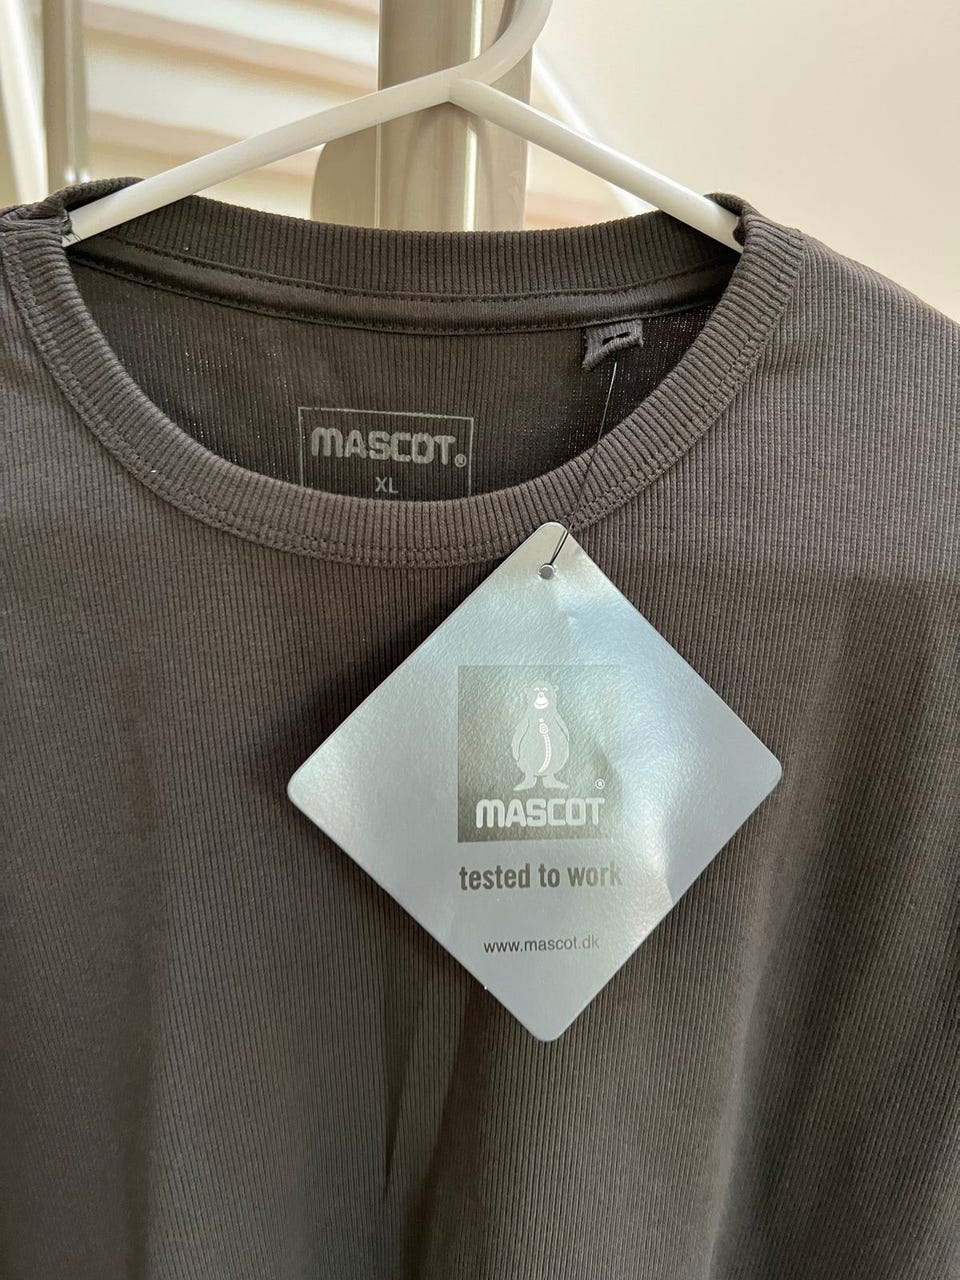 MASCOT®
XL
®
MASCOT
tested to work
www.mascot.dk